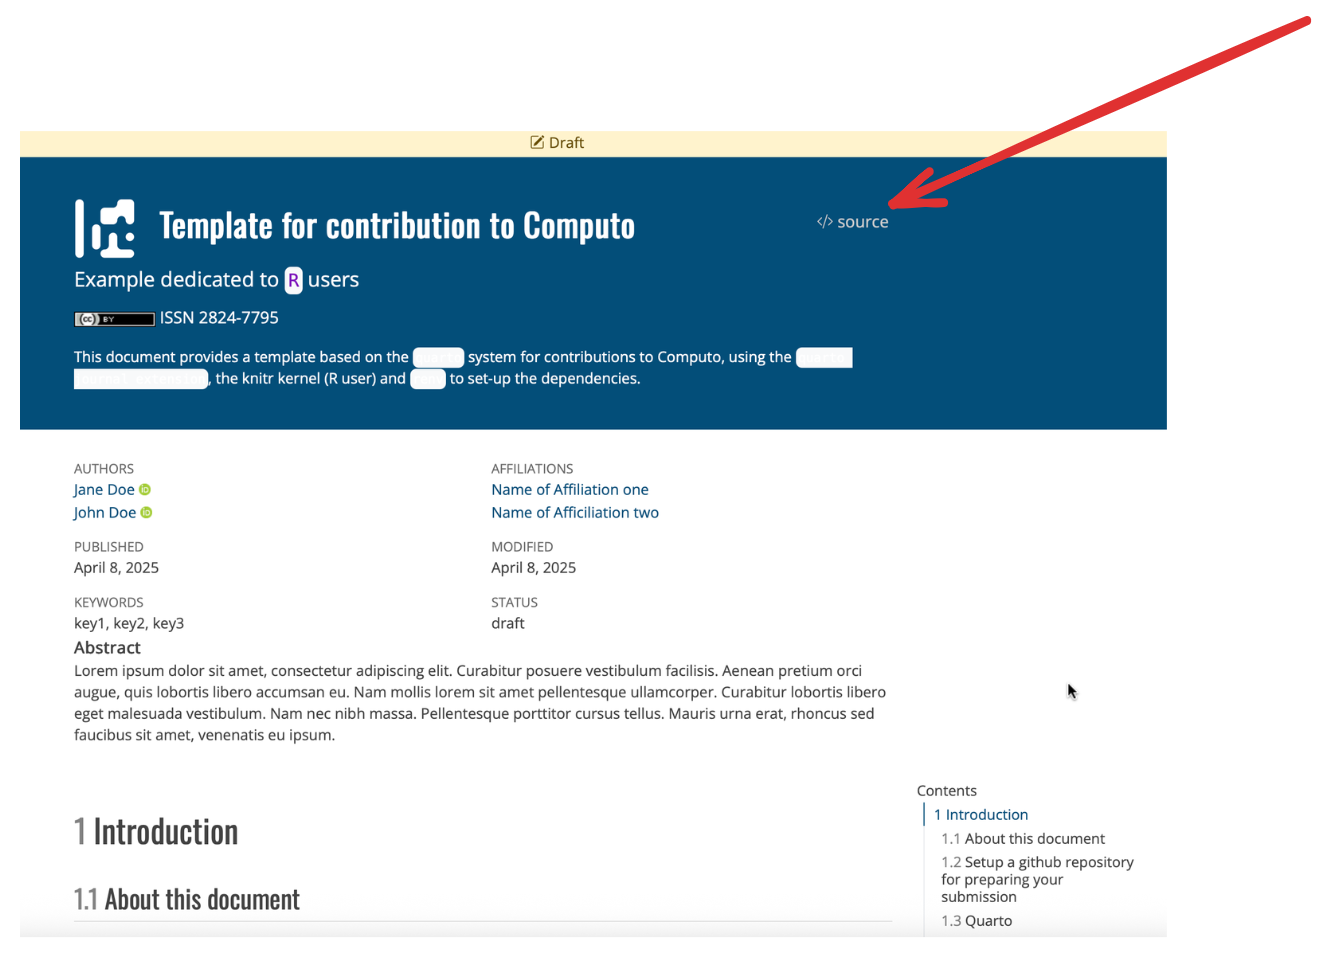 Draft
Template for contribution to Computo
</> source
Example dedicated to R users
(cc) BY ISSN 2824-7795
This document provides a template based on the system for contributions to Computo, using the
, the knitr kernel (R user) and to set-up the dependencies.
AUTHORS
Jane Doe iD
John Doe iD
AFFILIATIONS
Name of Affiliation one
Name of Afficiliation two
PUBLISHED
April 8, 2025
MODIFIED
April 8, 2025
KEYWORDS
key1, key2, key3
STATUS
draft
Abstract
Lorem ipsum dolor sit amet, consectetur adipiscing elit. Curabitur posuere vestibulum facilisis. Aenean pretium orci
augue, quis lobortis libero accumsan eu. Nam mollis lorem sit amet pellentesque ullamcorper. Curabitur lobortis libero
eget malesuada vestibulum. Nam nec nibh massa. Pellentesque porttitor cursus tellus. Mauris urna erat, rhoncus sed
faucibus sit amet, venenatis eu ipsum.
1 Introduction
1.1 About this document
Contents
1 Introduction
1.1 About this document
1.2 Setup a github repository
for preparing your
submission
1.3 Quarto